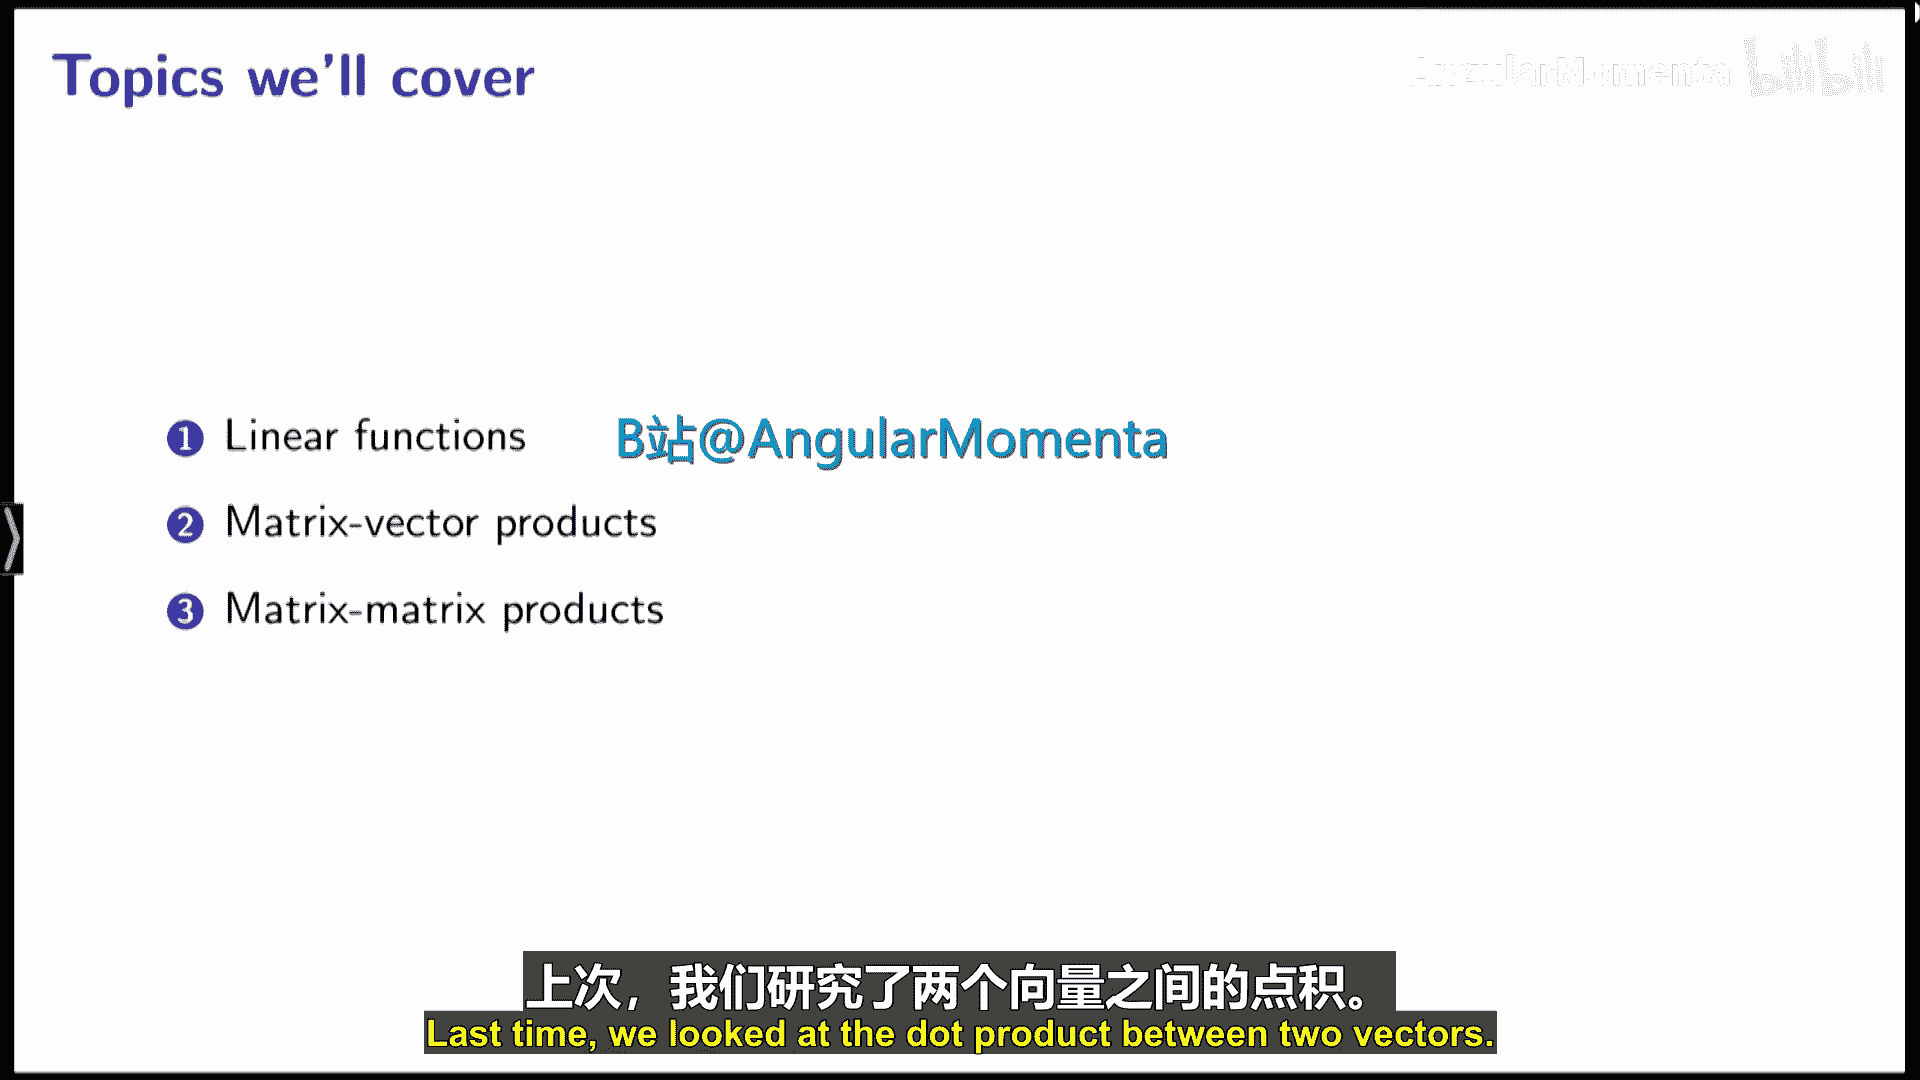 Topics we'll cover
AngularMomenta bilibili
1 Linear functions
B站@AngularMomenta
2 Matrix-vector products
3 Matrix-matrix products
上次，我们研究了两个向量之间的点积。
Last time, we looked at the dot product between two vectors.